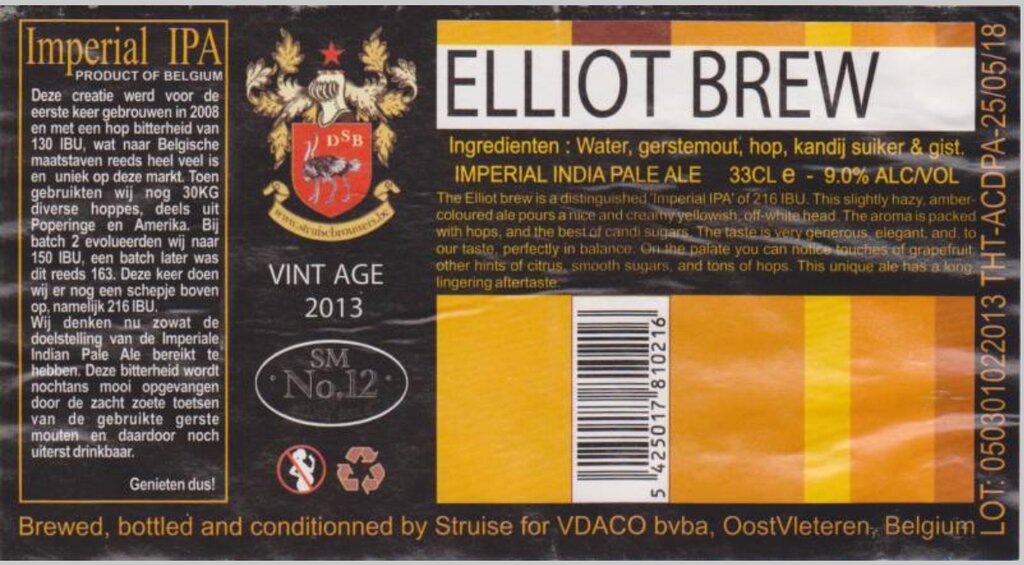 Imperial IPA
PRODUCT OF BELGIUM
Deze creatie werd voor de
eerste keer gebrouwen in 2008
en met een hop bitterheid van
130 IBU, wat naar Belgische
maatstaven reeds heel veel is
en uniek op deze markt. Toen
gebruikten wij nog 30KG
diverse hoppes, deels uit
Poperinge en Amerika. Bij
batch 2 evolueerden wij naar
150 IBU, een batch later was
dit reeds 163. Deze keer doen
wij er nog een schepje boven
op, namelijk 216 IBU.
Wij denken nu zowat de
doelstelling van de Imperiale
Indian Pale Ale bereikt te
hebben. Deze bitterheid wordt
nochtans mooi opgevangen
door de zacht zoete toetsen
van de gebruikte gerste
mouten en daardoor noch
uiterst drinkbaar.
Genieten dus!
DSB
www.struisebrouwers.be
VINT AGE
2013
SM
No.12
ELLIOT BREW
Ingredienten : Water, gerstemout, hop, kandij suiker & gist.
IMPERIAL INDIA PALE ALE 33CL e - 9.0% ALC/VOL
The Elliot brew is a distinguished 'Imperial IPA' of 216 IBU. This slightly hazy, amber-
coloured ale pours a nice and creamy yellowish, off-white head. The aroma is packed
with hops, and the best of candi sugars. The taste is very generous, elegant, and, to
our taste, perfectly in balance. On the palate you can notice touches of grapefruit,
other hints of citrus, smooth sugars, and tons of hops. This unique ale has a long,
lingering aftertaste.
5 425017 810216
LOT: 05030102 2013 THT-ACDPA-25/05/18
Brewed, bottled and conditionned by Struise for VDACO bvba, OostVleteren, Belgium